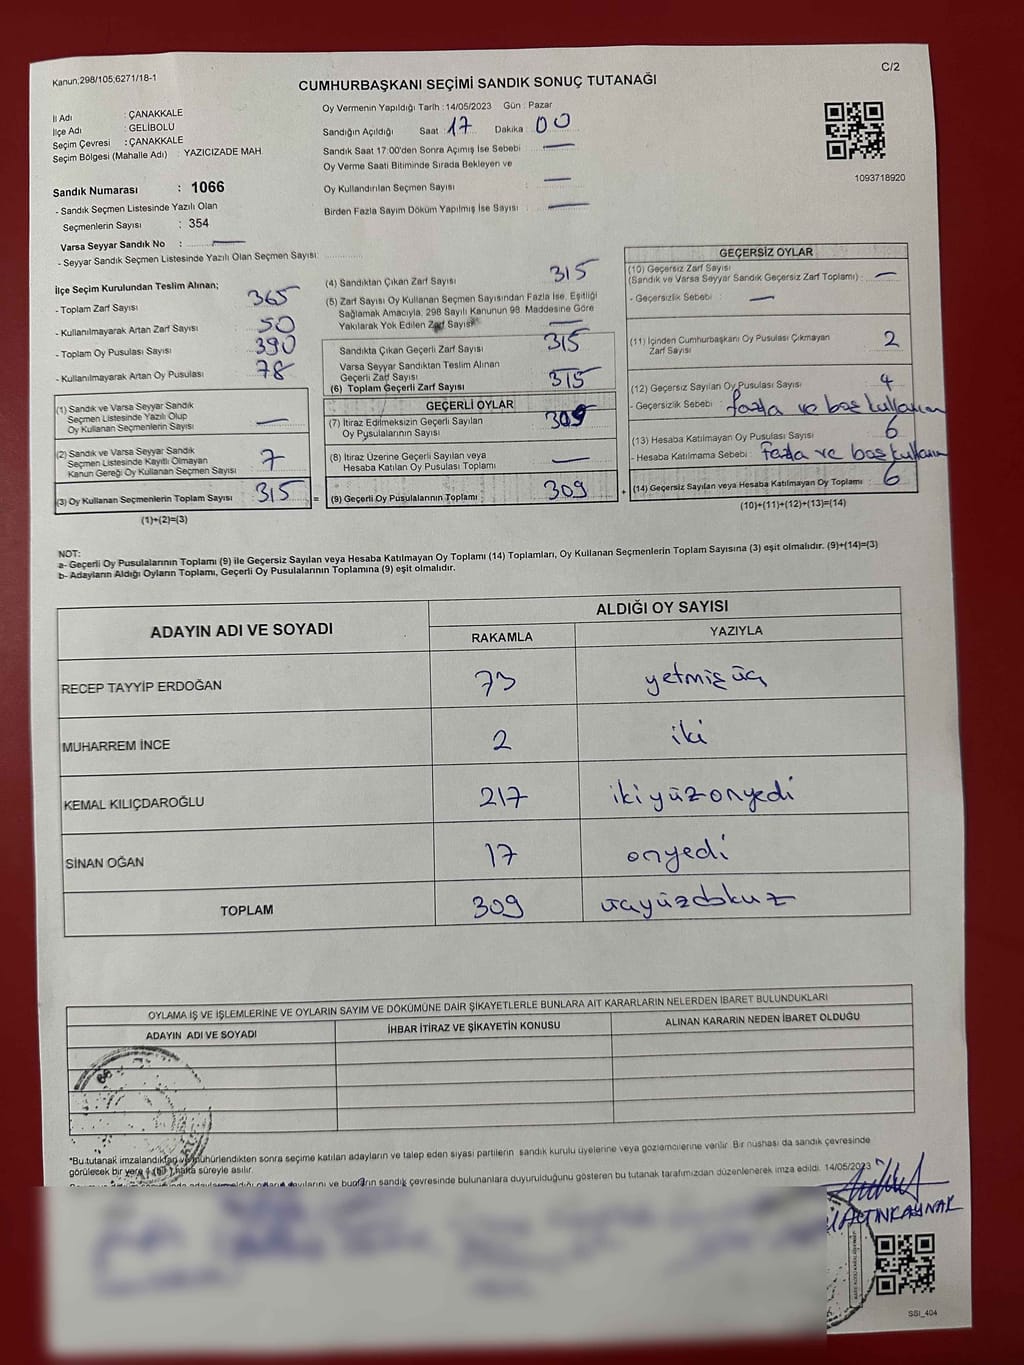 Kanun;298/105;6271/18-1
C/2
CUMHURBAŞKANI SEÇİMİ SANDIK SONUÇ TUTANAĞI
İl Adı : ÇANAKKALE
İlçe Adı : GELİBOLU
Seçim Çevresi : ÇANAKKALE
Seçim Bölgesi (Mahalle Adı) : YAZICIZADE MAH.
Sandık Numarası : 1066
- Sandık Seçmen Listesinde Yazılı Olan
Seçmenlerin Sayısı : 354
Varsa Seyyar Sandık No :
- Seyyar Sandık Seçmen Listesinde Yazılı Olan Seçmen Sayısı:
Oy Vermenin Yapıldığı Tarih : 14/05/2023 Gün : Pazar
Sandığın Açıldığı Saat 17 Dakika 00
Sandık Saat 17:00'den Sonra Açımış İse Sebebi
Oy Verme Saati Bitiminde Sırada Bekleyen ve
Oy Kullandırılan Seçmen Sayısı
Birden Fazla Sayım Döküm Yapılmış İse Sayısı :
1093718920
İlçe Seçim Kurulundan Teslim Alınan;
- Toplam Zarf Sayısı : 365
- Kullanılmayarak Artan Zarf Sayısı : 50
- Toplam Oy Pusulası Sayısı : 390
- Kullanılmayarak Artan Oy Pusulası : 78
(1) Sandık ve Varsa Seyyar Sandık
Seçmen Listesinde Yazılı Olup
Oy Kullanan Seçmenlerin Sayısı :
(2) Sandık ve Varsa Seyyar Sandık
Seçmen Listesinde Kayıtlı Olmayan
Kanun Gereği Oy Kullanan Seçmen Sayısı : 7
(3) Oy Kullanan Seçmenlerin Toplam Sayısı : 315 =
(1)+(2)=(3)
(4) Sandıktan Çıkan Zarf Sayısı : 315
(5) Zarf Sayısı Oy Kullanan Seçmen Sayısından Fazla İse, Eşitliği
Sağlamak Amacıyla, 298 Sayılı Kanunun 98. Maddesine Göre
Yakılarak Yok Edilen Zarf Sayısı
Sandıkta Çıkan Geçerli Zarf Sayısı : 315
Varsa Seyyar Sandıktan Teslim Alınan
Geçerli Zarf Sayısı :
(6) Toplam Geçerli Zarf Sayısı : 315
GEÇERLİ OYLAR
(7) İtiraz Edilmeksizin Geçerli Sayılan
Oy Pysulalarının Sayısı : 309
(8) İtiraz Üzerine Geçerli Sayılan veya
Hesaba Katılan Oy Pusulası Toplamı :
(9) Geçerli Oy Pusulalarının Toplamı : 309 +
GEÇERSİZ OYLAR
(10) Geçersiz Zarf Sayısı
(Sandık ve Varsa Seyyar Sandık Geçersiz Zarf Toplamı) :
- Geçersizlik Sebebi :
(11) İçinden Cumhurbaşkanı Oy Pusulası Çıkmayan
Zarf Sayısı : 2
(12) Geçersiz Sayılan Oy Pusulası Sayısı : 4
- Geçersizlik Sebebi : fazla ve boş kullanım
(13) Hesaba Katılmayan Oy Pusulası Sayısı : 6
- Hesaba Katılmama Sebebi : fazla ve boş kullanım
(14) Geçersiz Sayılan veya Hesaba Katılmayan Oy Toplamı : 6
(10)+(11)+(12)+(13)=(14)
NOT:
a- Geçerli Oy Pusulalarının Toplamı (9) ile Geçersiz Sayılan veya Hesaba Katılmayan Oy Toplamı (14) Toplamları, Oy Kullanan Seçmenlerin Toplam Sayısına (3) eşit olmalıdır. (9)+(14)=(3)
b- Adayların Aldığı Oyların Toplamı, Geçerli Oy Pusulalarının Toplamına (9) eşit olmalıdır.
ADAYIN ADI VE SOYADI ALDIĞI OY SAYISI
RAKAMLA YAZIYLA
RECEP TAYYİP ERDOĞAN 73 yetmişüç
MUHARREM İNCE 2 iki
KEMAL KILIÇDAROĞLU 217 ikiyüzonyedi
SİNAN OĞAN 17 onyedi
TOPLAM 309 üçyüzdokuz
OYLAMA İŞ VE İŞLEMLERİNE VE OYLARIN SAYIM VE DÖKÜMÜNE DAİR ŞİKAYETLERLE BUNLARA AİT KARARLARIN NELERDEN İBARET BULUNDUKLARI
ADAYIN ADI VE SOYADI İHBAR İTİRAZ VE ŞİKAYETİN KONUSU ALINAN KARARIN NEDEN İBARET OLDUĞU
*Bu tutanak imzalandıktan ve mühürlendikten sonra seçime katılan adayların ve talep eden siyasi partilerin sandık kurulu üyelerine veya gözlemcilerine verilir. Bir nüshası da sandık çevresinde
görülecek bir yere hafta süreyle asılır.
sayılarını ve bunların sandık çevresinde bulunanlara duyurulduğunu gösteren bu tutanak tarafımızdan düzenlenerek imza edildi. 14/05/2023
ALTINKAYNAK
SSI_404